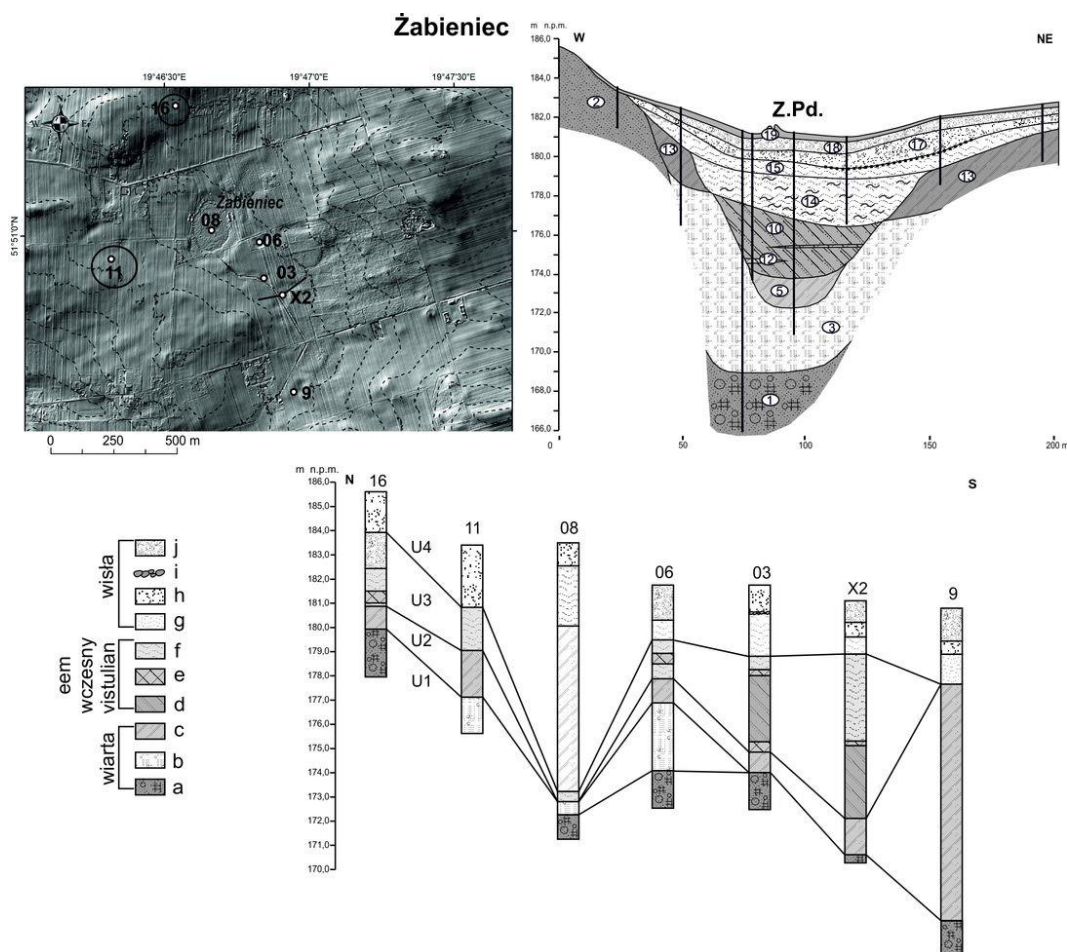 Żabieniec
19°46'30"E
19°47'0"E
19°47'30"E
51°51'0"N
16
Żabieniec
08
06
11
03
X2
9
0
250
500 m
m n.p.m.
W
NE
186,0
184,0
182,0
180,0
178,0
176,0
174,0
172,0
170,0
168,0
166,0
Z.Pd.
2
19
18
17
13
15
13
14
10
12
5
3
1
0
50
100
150
200 m
m n.p.m.
N
S
186,0
185,0
184,0
183,0
182,0
181,0
180,0
179,0
178,0
177,0
176,0
175,0
174,0
173,0
172,0
171,0
170,0
16
11
08
06
03
X2
9
U4
U3
U2
U1
wisła
eem
wczesny
vistulian
wiarta
j
i
h
g
f
e
d
c
b
a